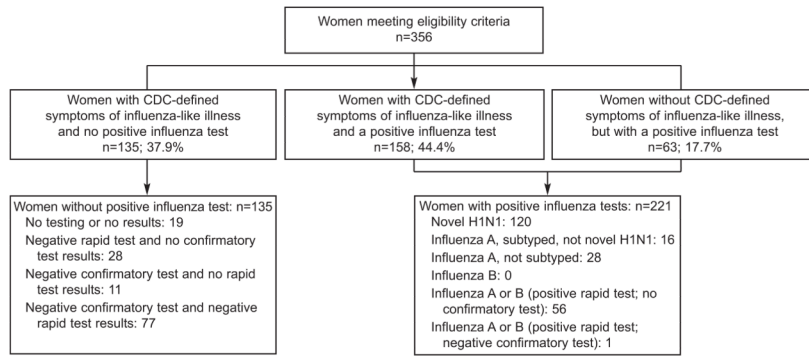 Women meeting eligibility criteria
n=356
Women with CDC-defined
symptoms of influenza-like illness
and no positive influenza test
n=135; 37.9%
Women with CDC-defined
symptoms of influenza-like illness
and a positive influenza test
n=158; 44.4%
Women without CDC-defined
symptoms of influenza-like illness,
but with a positive influenza test
n=63; 17.7%
Women without positive influenza test: n=135
No testing or no results: 19
Negative rapid test and no confirmatory
test results: 28
Negative confirmatory test and no rapid
test results: 11
Negative confirmatory test and negative
rapid test results: 77
Women with positive influenza tests: n=221
Novel H1N1: 120
Influenza A, subtyped, not novel H1N1: 16
Influenza A, not subtyped: 28
Influenza B: 0
Influenza A or B (positive rapid test; no
confirmatory test): 56
Influenza A or B (positive rapid test;
negative confirmatory test): 1